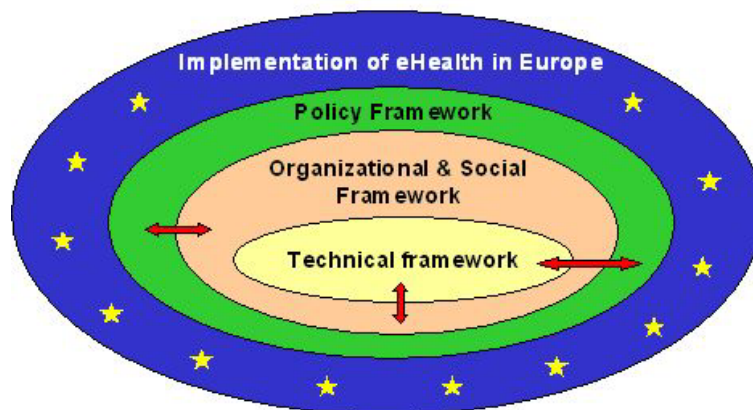 Implementation of eHealth in Europe
Policy Framework
Organizational & Social
Framework
Technical framework